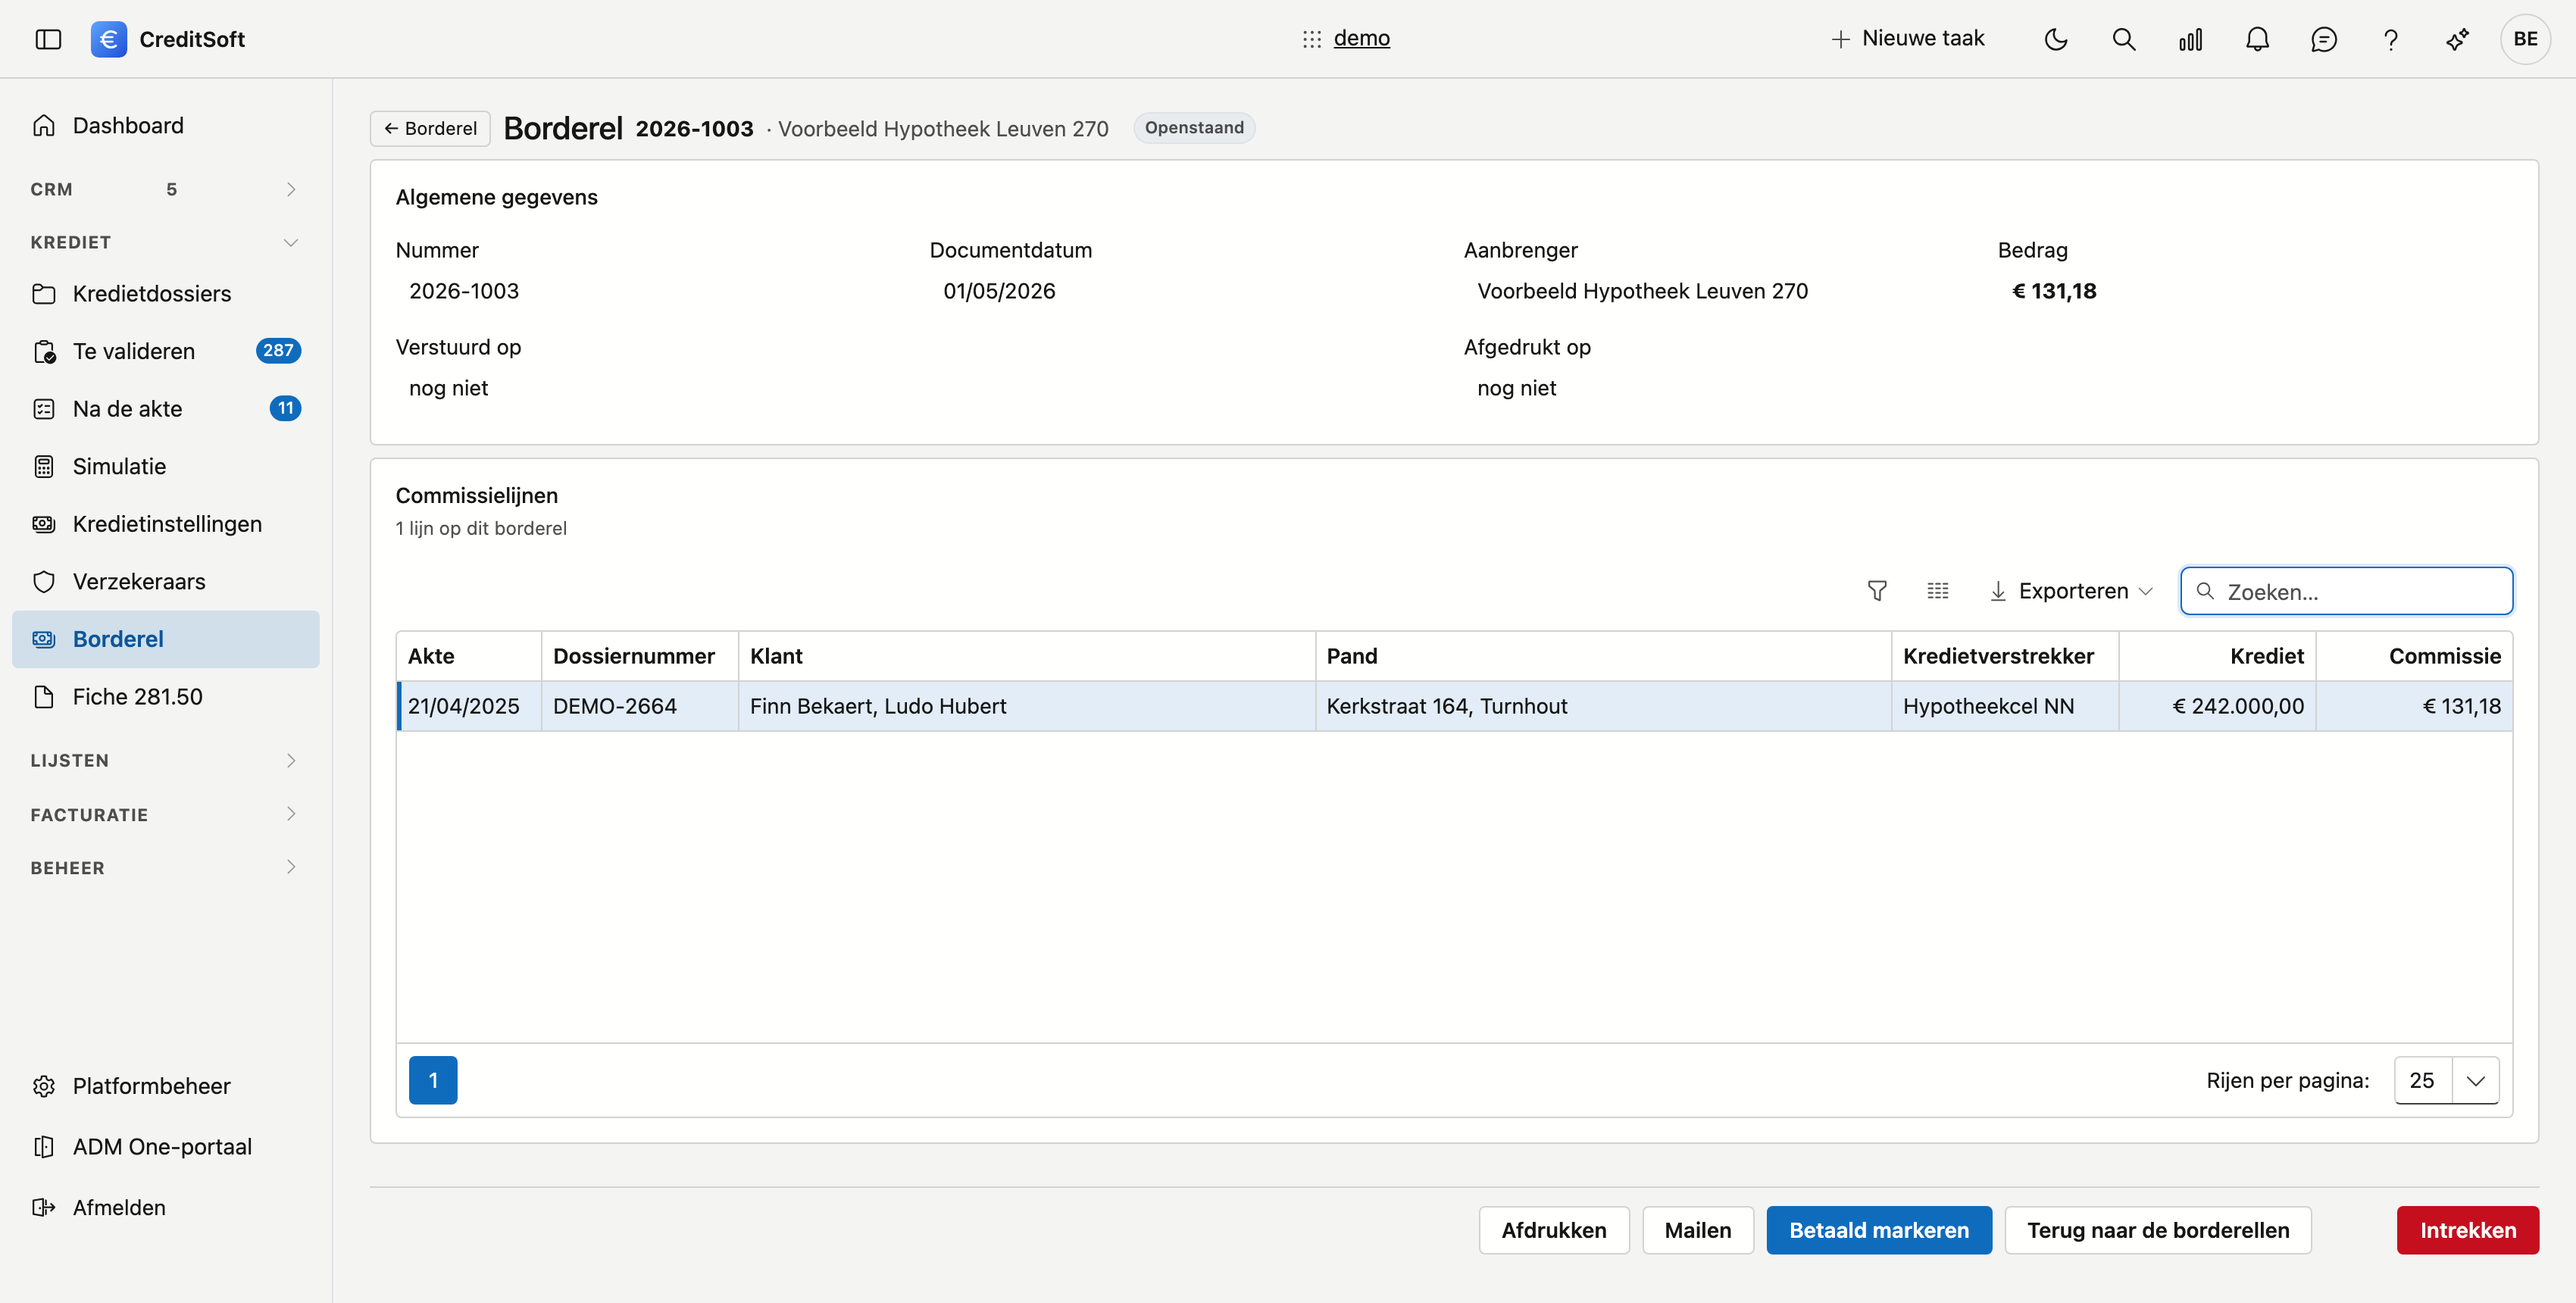 CreditSoft
demo
Nieuwe taak
BE
Dashboard
CRM 5
KREDIET
Kredietdossiers
Te valideren 287
Na de akte 11
Simulatie
Kredietinstellingen
Verzekeraars
Borderel
Fiche 281.50
LIJSTEN
FACTURATIE
BEHEER
Platformbeheer
ADM One-portaal
Afmelden
← Borderel Borderel 2026-1003 · Voorbeeld Hypotheek Leuven 270 Openstaand
Algemene gegevens
Nummer Documentdatum Aanbrenger Bedrag
2026-1003 01/05/2026 Voorbeeld Hypotheek Leuven 270 € 131,18
Verstuurd op Afgedrukt op
nog niet nog niet
Commissielijnen
1 lijn op dit borderel
Exporteren Zoeken...
Akte Dossiernummer Klant Pand Kredietverstrekker Krediet Commissie
21/04/2025 DEMO-2664 Finn Bekaert, Ludo Hubert Kerkstraat 164, Turnhout Hypotheekcel NN € 242.000,00 € 131,18
1 Rijen per pagina: 25
Afdrukken Mailen Betaald markeren Terug naar de borderellen Intrekken